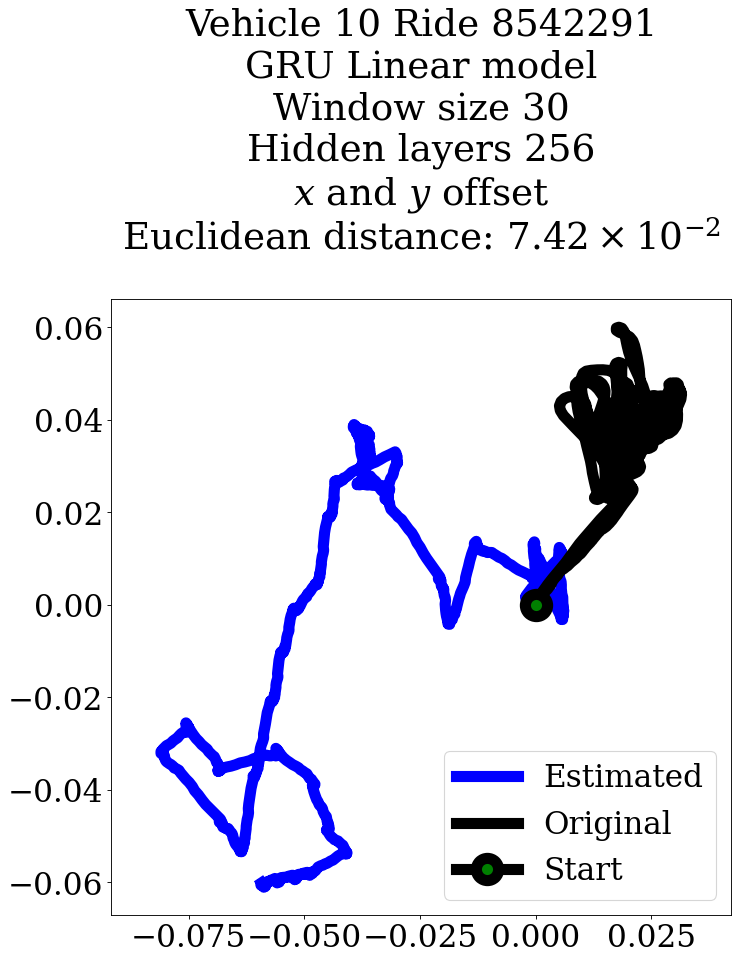 Vehicle 10 Ride 8542291
GRU Linear model
Window size 30
Hidden layers 256
x and y offset
Euclidean distance: 7.42 × 10⁻²
0.06
0.04
0.02
0.00
−0.02
−0.04
−0.06
Estimated
Original
Start
−0.075 −0.050 −0.025 0.000 0.025